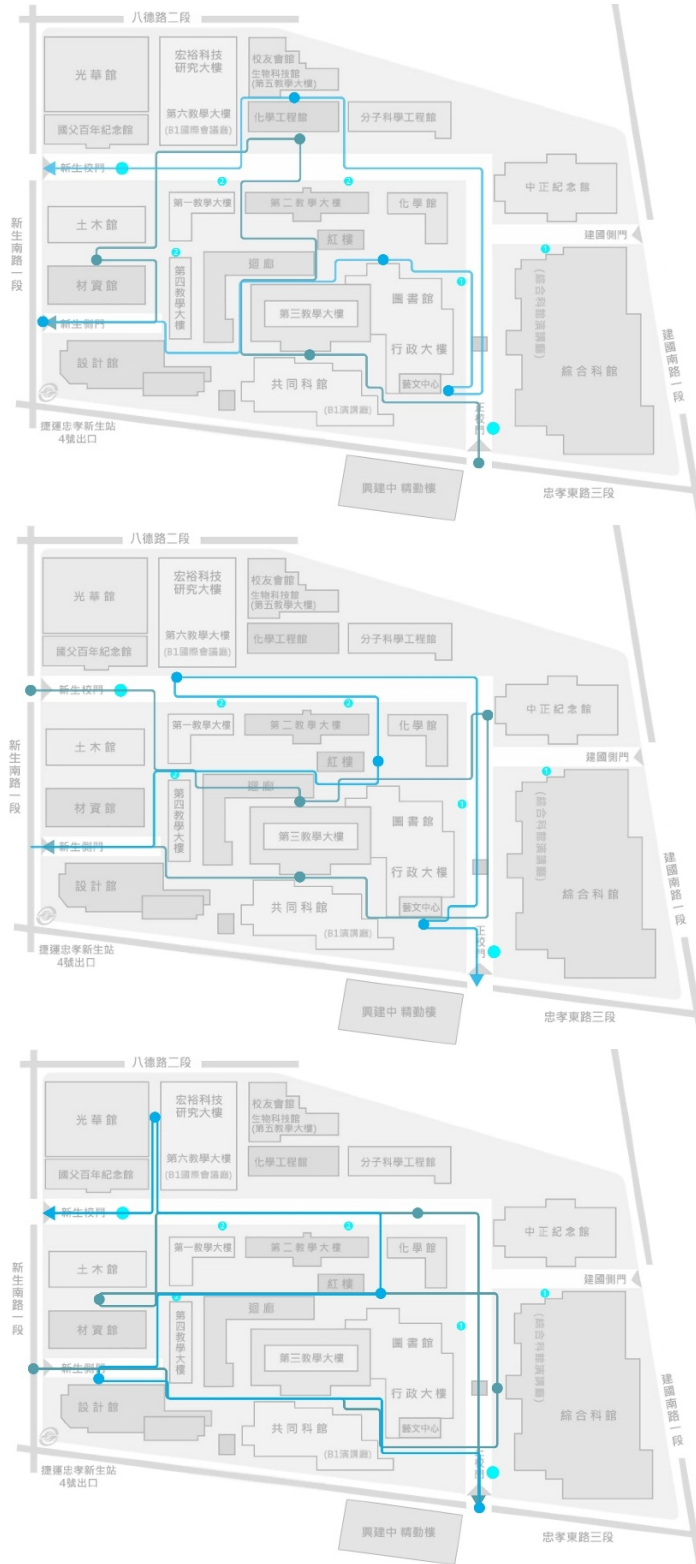 八德路二段
宏裕科技
研究大樓
校友會館
生物科技館
(第五教學大樓)
光華館
第六教學大樓
(B1國際會議廳)
化學工程館
分子科學工程館
國父百年紀念館
新生校門
中正紀念館
新生南路一段
土木館
第一教學大樓
第二教學大樓
化學館
紅樓
建國側門
迴廊
材資館
第四教學大樓
圖書館
(綜合科館演講廳)
第三教學大樓
新生側門
行政大樓
建國南路一段
設計館
共同科館
藝文中心
綜合科館
(B1演講廳)
正校門
捷運忠孝新生站
4號出口
興建中 精勤樓
忠孝東路三段
八德路二段
宏裕科技
研究大樓
校友會館
生物科技館
(第五教學大樓)
光華館
第六教學大樓
(B1國際會議廳)
化學工程館
分子科學工程館
國父百年紀念館
新生校門
中正紀念館
新生南路一段
土木館
第一教學大樓
第二教學大樓
化學館
紅樓
建國側門
迴廊
材資館
第四教學大樓
圖書館
(綜合科館演講廳)
第三教學大樓
新生側門
行政大樓
建國南路一段
設計館
共同科館
藝文中心
綜合科館
(B1演講廳)
正校門
捷運忠孝新生站
4號出口
興建中 精勤樓
忠孝東路三段
八德路二段
宏裕科技
研究大樓
校友會館
生物科技館
(第五教學大樓)
光華館
第六教學大樓
(B1國際會議廳)
化學工程館
分子科學工程館
國父百年紀念館
新生校門
中正紀念館
新生南路一段
土木館
第一教學大樓
第二教學大樓
化學館
紅樓
建國側門
迴廊
材資館
第四教學大樓
圖書館
(綜合科館演講廳)
第三教學大樓
新生側門
行政大樓
建國南路一段
設計館
共同科館
藝文中心
綜合科館
(B1演講廳)
正校門
捷運忠孝新生站
4號出口
興建中 精勤樓
忠孝東路三段